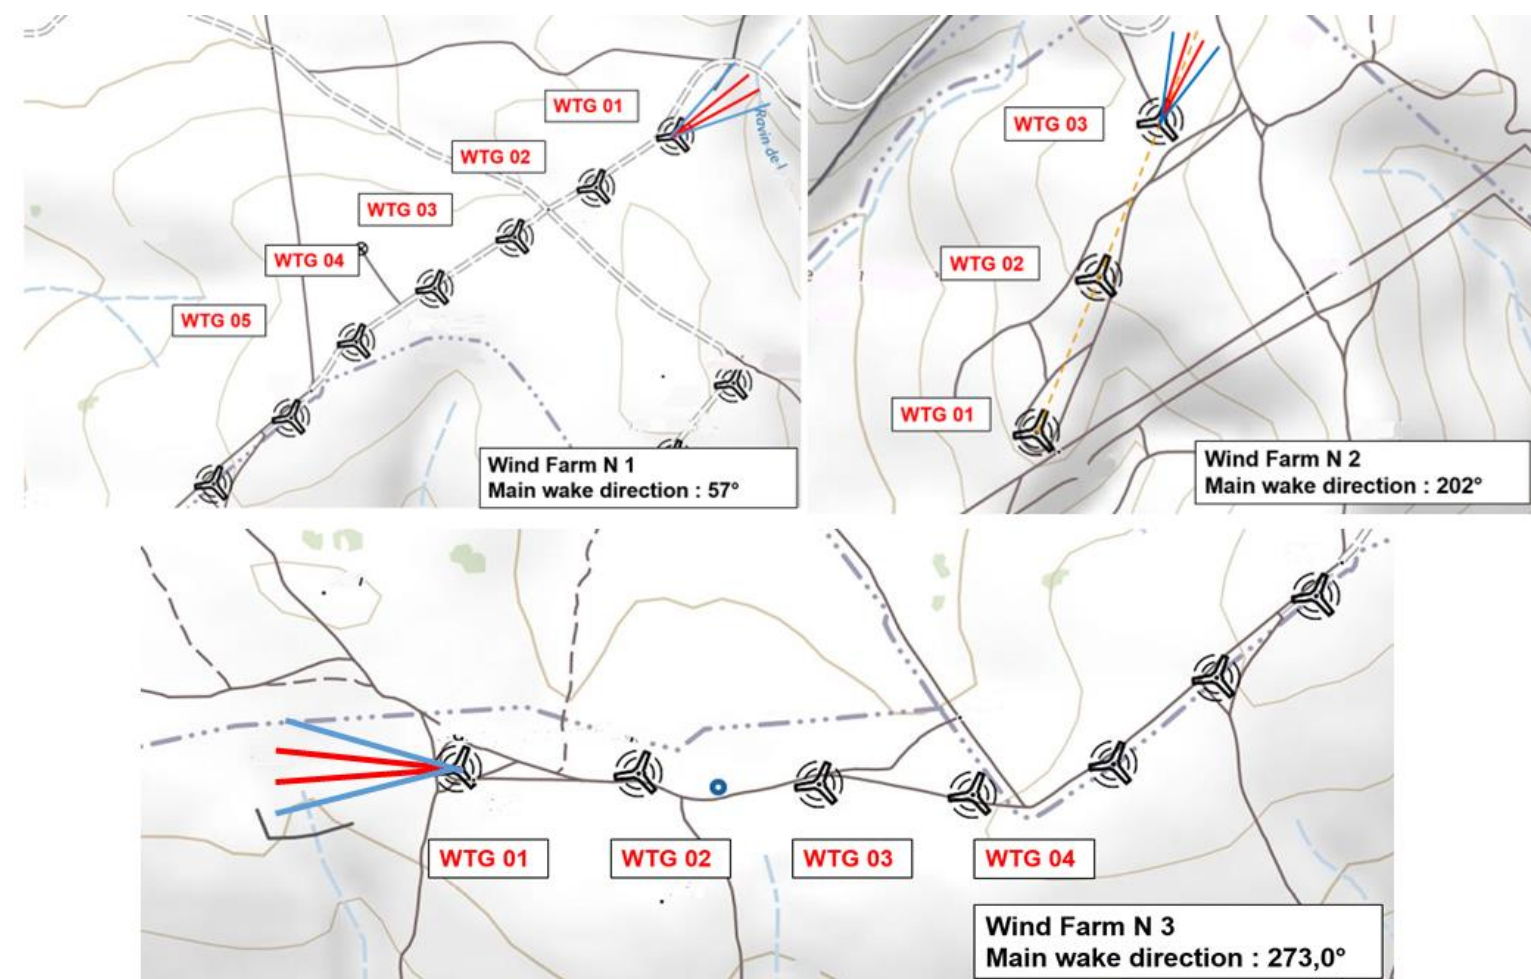 WTG 01
WTG 02
WTG 03
WTG 04
WTG 05
Ravin de l
Wind Farm N 1
Main wake direction : 57°
WTG 03
WTG 02
WTG 01
Wind Farm N 2
Main wake direction : 202°
WTG 01
WTG 02
WTG 03
WTG 04
Wind Farm N 3
Main wake direction : 273,0°